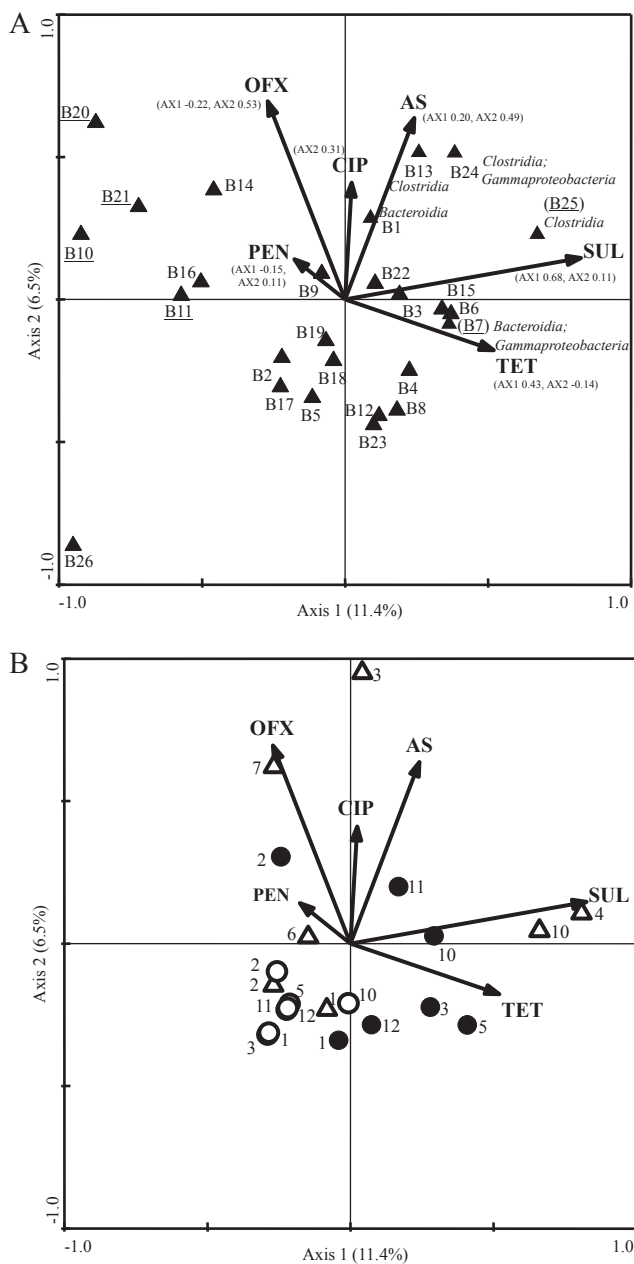 A
1.0
OFX
(AX1 -0.22, AX2 0.53)
AS
(AX1 0.20, AX2 0.49)
B20
(AX2 0.31)
CIP
B13
Clostridia
B24
Clostridia;
Gammaproteobacteria
B14
B21
Bacteroidia
B1
(B25)
Clostridia
B10
PEN
(AX1 -0.15,
AX2 0.11)
SUL
(AX1 0.68, AX2 0.11)
B16
B9
B22
B15
B11
B3
B6
(B7)
Bacteroidia;
Gammaproteobacteria
B19
B2
B18
TET
(AX1 0.43, AX2 -0.14)
B4
B17
B5
B12
B8
B23
B26
Axis 2 (6.5%)
-1.0
-1.0
Axis 1 (11.4%)
1.0
B
1.0
3
OFX
AS
7
CIP
2
11
PEN
SUL
4
6
10
10
2
2
5
1
10
TET
11
12
3
3
1
1
12
5
Axis 2 (6.5%)
-1.0
-1.0
Axis 1 (11.4%)
1.0